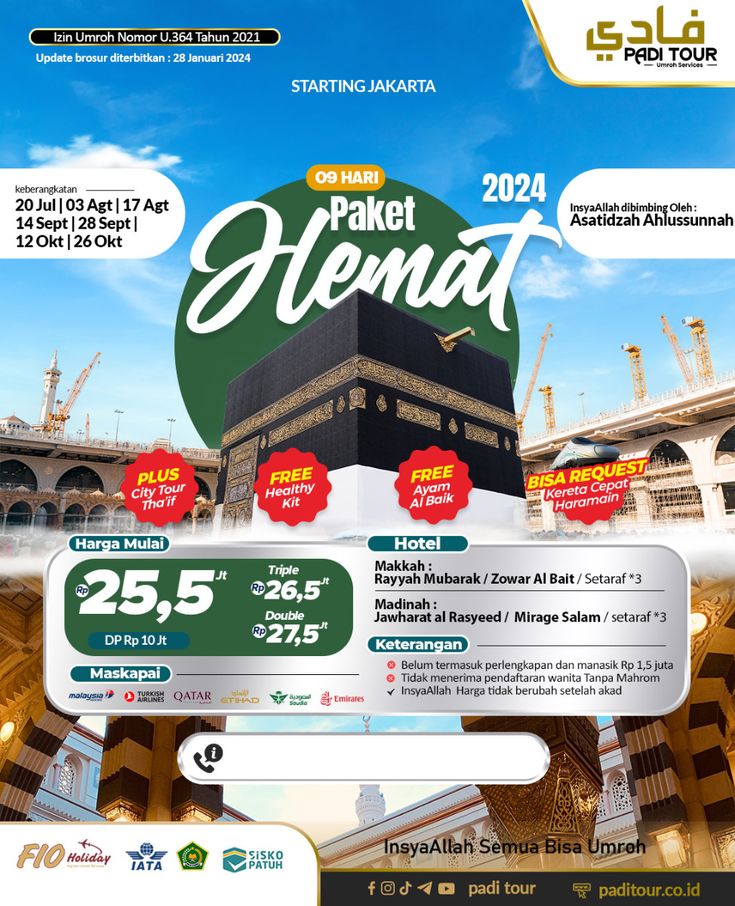 Izin Umroh Nomor U.364 Tahun 2021
Update brosur diterbitkan : 28 Januari 2024
فادي
PADI TOUR
Umroh Services
STARTING JAKARTA
keberangkatan
20 Jul | 03 Agt | 17 Agt
14 Sept | 28 Sept |
12 Okt | 26 Okt
09 HARI
Paket
2024
Hemat
InsyaAllah dibimbing Oleh :
Asatidzah Ahlussunnah
PLUS
City Tour
Tha'if
FREE
Healthy
Kit
FREE
Ayam
Al Baik
BISA REQUEST
Kereta Cepat
Haramain
Harga Mulai
Rp 25,5 Jt
Triple
Rp 26,5 Jt
Double
Rp 27,5 Jt
DP Rp 10 Jt
Hotel
Makkah :
Rayyah Mubarak / Zowar Al Bait / Setaraf *3
Madinah :
Jawharat al Rasyeed / Mirage Salam / setaraf *3
Keterangan
Belum termasuk perlengkapan dan manasik Rp 1,5 juta
Tidak menerima pendaftaran wanita Tanpa Mahrom
InsyaAllah Harga tidak berubah setelah akad
Maskapai
malaysia
TURKISH AIRLINES
QATAR
ETIHAD
السعودية
Saudia
Emirates
FIO Holiday
IATA
SISKO
PATUH
InsyaAllah Semua Bisa Umroh
padi tour
paditour.co.id